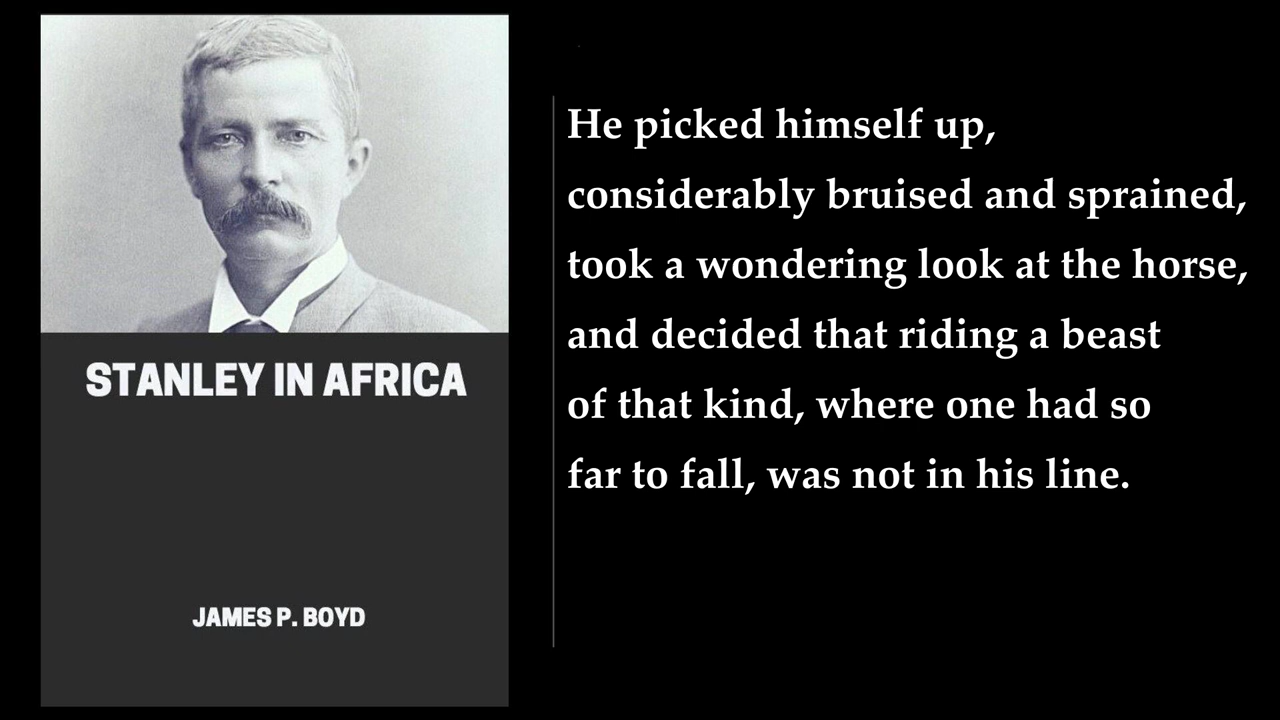 STANLEY IN AFRICA
JAMES P. BOYD
He picked himself up,
considerably bruised and sprained,
took a wondering look at the horse,
and decided that riding a beast
of that kind, where one had so
far to fall, was not in his line.